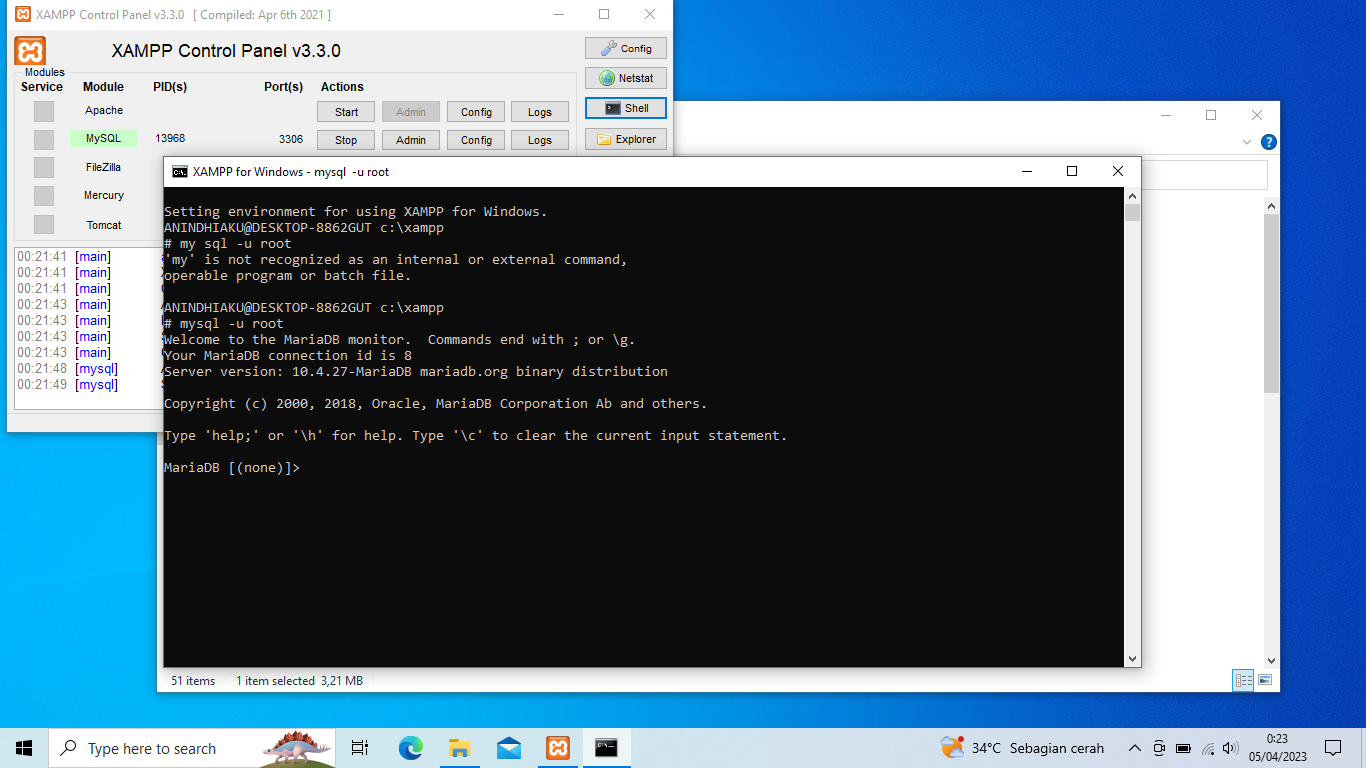 XAMPP Control Panel v3.3.0 [ Compiled: Apr 6th 2021 ]
XAMPP Control Panel v3.3.0
Config
Modules
Service Module PID(s) Port(s) Actions
Netstat
Apache Start Admin Config Logs
Shell
MySQL 13968 3306 Stop Admin Config Logs
Explorer
FileZilla
Mercury
Tomcat
00:21:41 [main]
00:21:41 [main]
00:21:41 [main]
00:21:43 [main]
00:21:43 [main]
00:21:43 [main]
00:21:43 [main]
00:21:48 [mysql]
00:21:49 [mysql]
XAMPP for Windows - mysql -u root
Setting environment for using XAMPP for Windows.
ANINDHIAKU@DESKTOP-8862GUT c:\xampp
# my sql -u root
'my' is not recognized as an internal or external command,
operable program or batch file.
ANINDHIAKU@DESKTOP-8862GUT c:\xampp
# mysql -u root
Welcome to the MariaDB monitor. Commands end with ; or \g.
Your MariaDB connection id is 8
Server version: 10.4.27-MariaDB mariadb.org binary distribution
Copyright (c) 2000, 2018, Oracle, MariaDB Corporation Ab and others.
Type 'help;' or '\h' for help. Type '\c' to clear the current input statement.
MariaDB [(none)]>
51 items 1 item selected 3,21 MB
Type here to search
34°C Sebagian cerah
0:23
05/04/2023